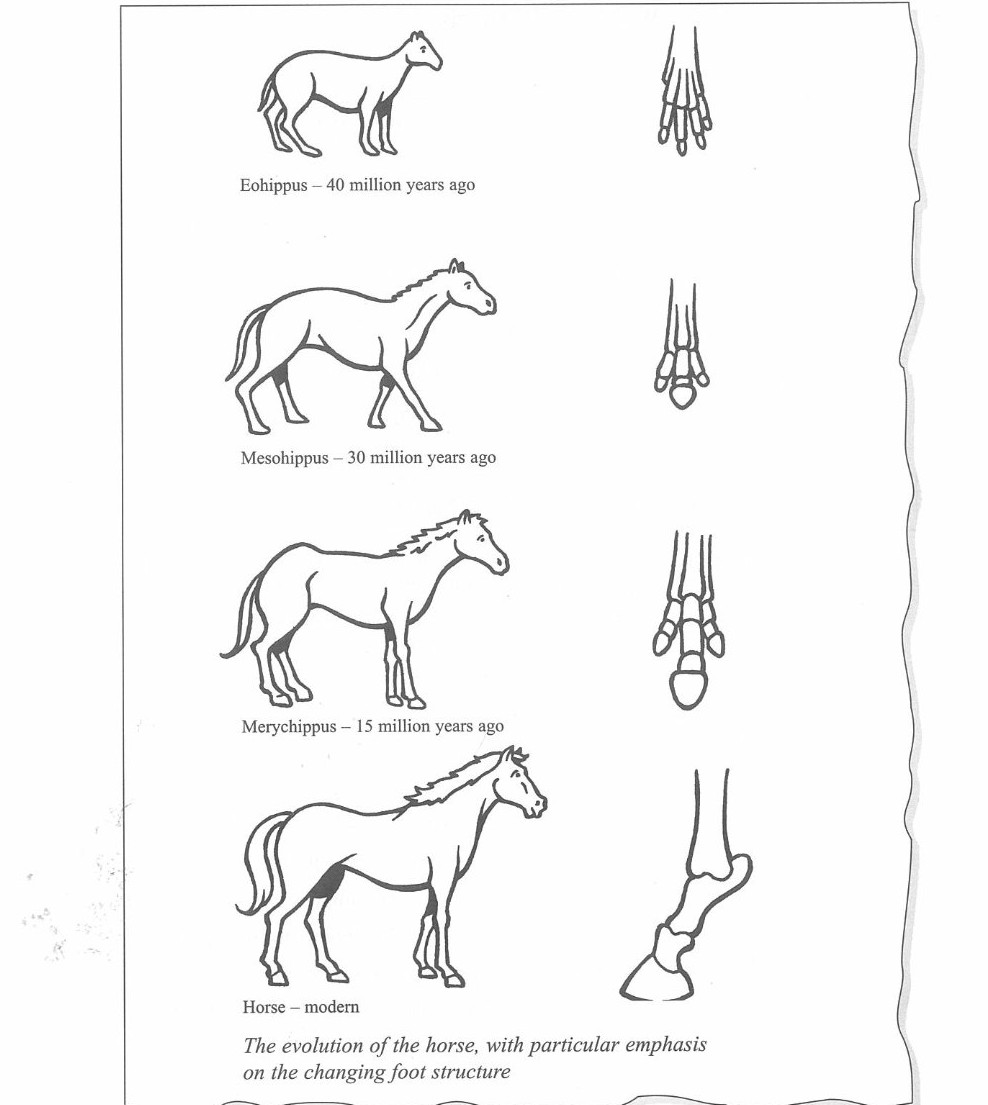 Eohippus – 40 million years ago
Mesohippus – 30 million years ago
Merychippus – 15 million years ago
Horse – modern
The evolution of the horse, with particular emphasis
on the changing foot structure